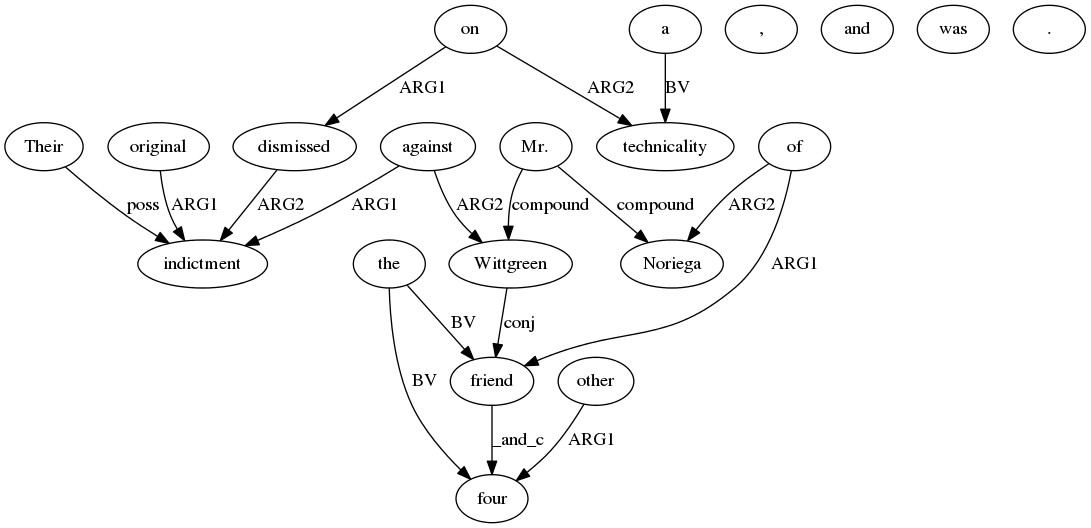 on a , and was .
ARG1 ARG2 BV
Their original dismissed against Mr. technicality of
poss ARG1 ARG2 ARG1 ARG2 compound compound ARG2
indictment the Wittgreen Noriega ARG1
BV conj
BV friend other
_and_c ARG1
four